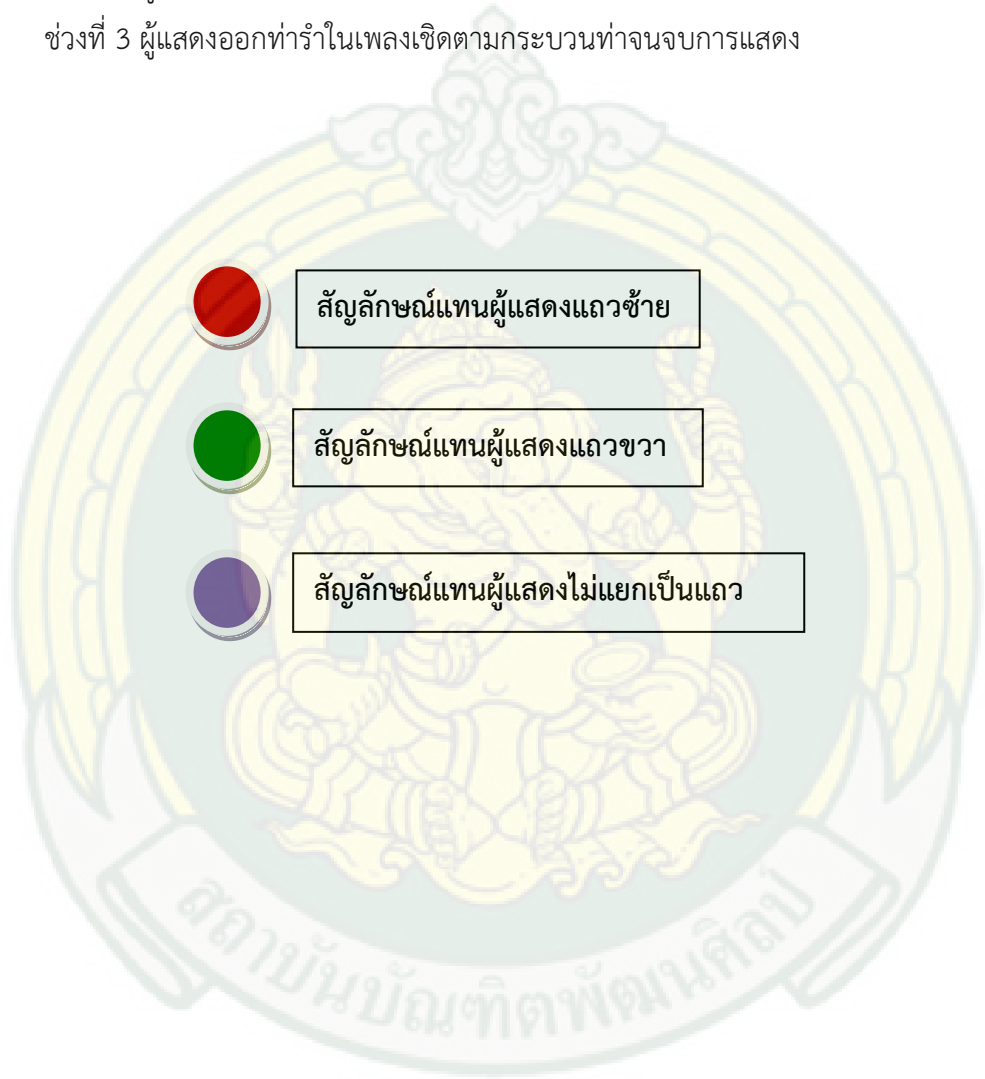 ช่วงที่ 3 ผู้แสดงออกท่ารำในเพลงเชิดตามกระบวนท่าจนจบการแสดง
สัญลักษณ์แทนผู้แสดงแถวซ้าย
สัญลักษณ์แทนผู้แสดงแถวขวา
สัญลักษณ์แทนผู้แสดงไม่แยกเป็นแถว
สถาบันบัณฑิตพัฒนศิลป์